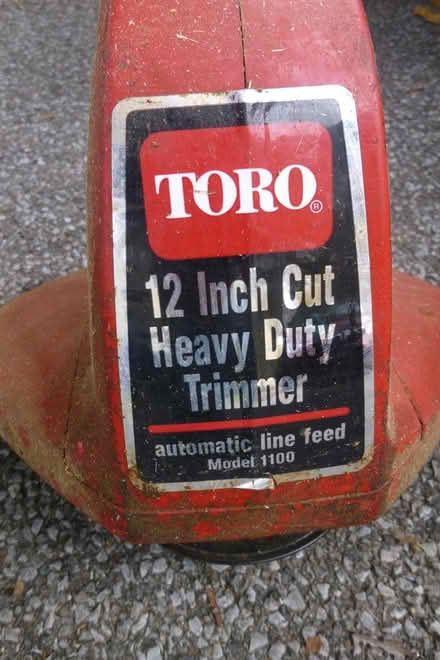 TORO®
12 Inch Cut
Heavy Duty
Trimmer
automatic line feed
Model 1100